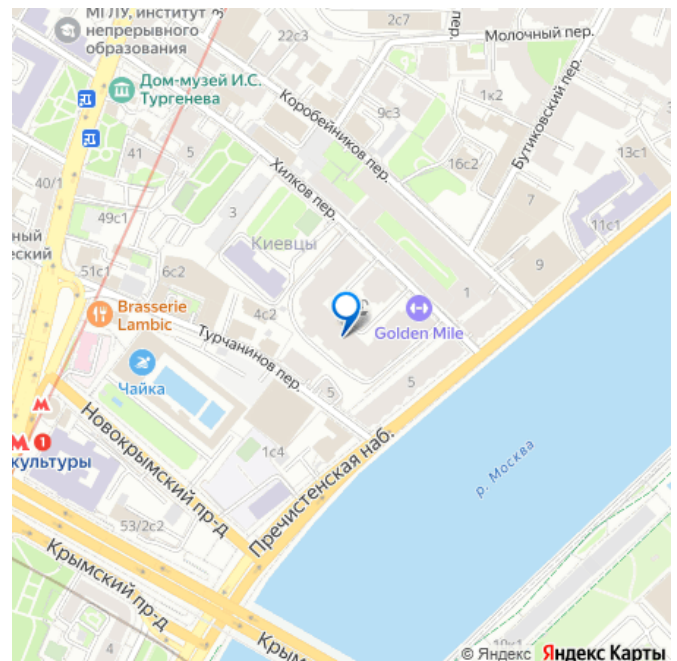 МГЛУ, институт
непрерывного
образования
22с3
2с7
пер.
Молочный пер.
Дом-музей И.С.
Тургенева
Коробейников пер.
9с3
1к2
Бутиковский пер.
41
5
16с2
13с1
40/1
Хилков пер.
3
49с1
11с1
Киевцы
51с1
6с2
9
Brasserie
Lambic
4с2
1
Golden Mile
Турчанинов пер.
Чайка
5
5
М
М 1
культуры
Новокрымский пр-д
1с4
Пречистенская наб.
р. Москва
53/2с2
Крымский пр-д
4
Крым
© Яндекс Яндекс Карты